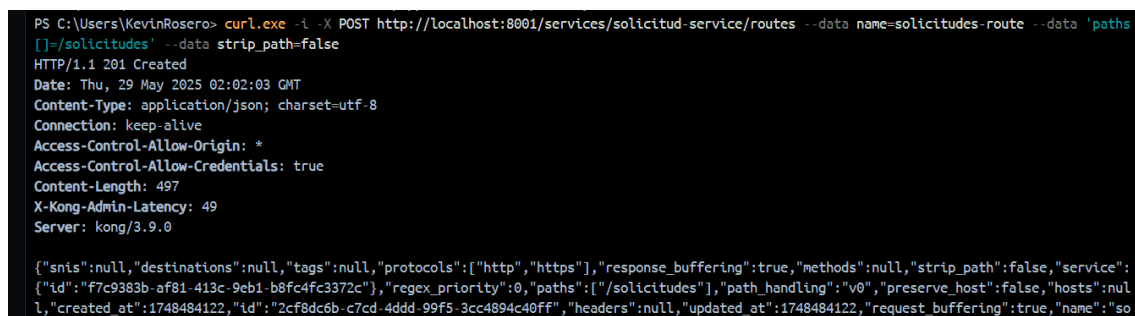 PS C:\Users\KevinRosero> curl.exe -i -X POST http://localhost:8001/services/solicitud-service/routes --data name=solicitudes-route --data 'paths
[]=/solicitudes' --data strip_path=false
HTTP/1.1 201 Created
Date: Thu, 29 May 2025 02:02:03 GMT
Content-Type: application/json; charset=utf-8
Connection: keep-alive
Access-Control-Allow-Origin: *
Access-Control-Allow-Credentials: true
Content-Length: 497
X-Kong-Admin-Latency: 49
Server: kong/3.9.0
{"snis":null,"destinations":null,"tags":null,"protocols":["http","https"],"response_buffering":true,"methods":null,"strip_path":false,"service":
{"id":"f7c9383b-af81-413c-9eb1-b8fc4fc3372c"},"regex_priority":0,"paths":["/solicitudes"],"path_handling":"v0","preserve_host":false,"hosts":nul
l,"created_at":1748484122,"id":"2cf8dc6b-c7cd-4ddd-99f5-3cc4894c40ff","headers":null,"updated_at":1748484122,"request_buffering":true,"name":"so